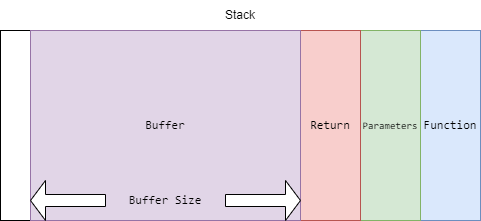 Stack
Buffer
Return
Parameters
Function
Buffer Size